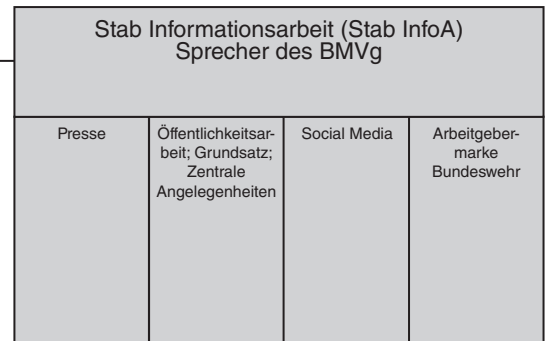 Stab Informationsarbeit (Stab InfoA)
Sprecher des BMVg
Presse
Öffentlichkeitsar-
beit; Grundsatz;
Zentrale
Angelegenheiten
Social Media
Arbeitgeber-
marke
Bundeswehr